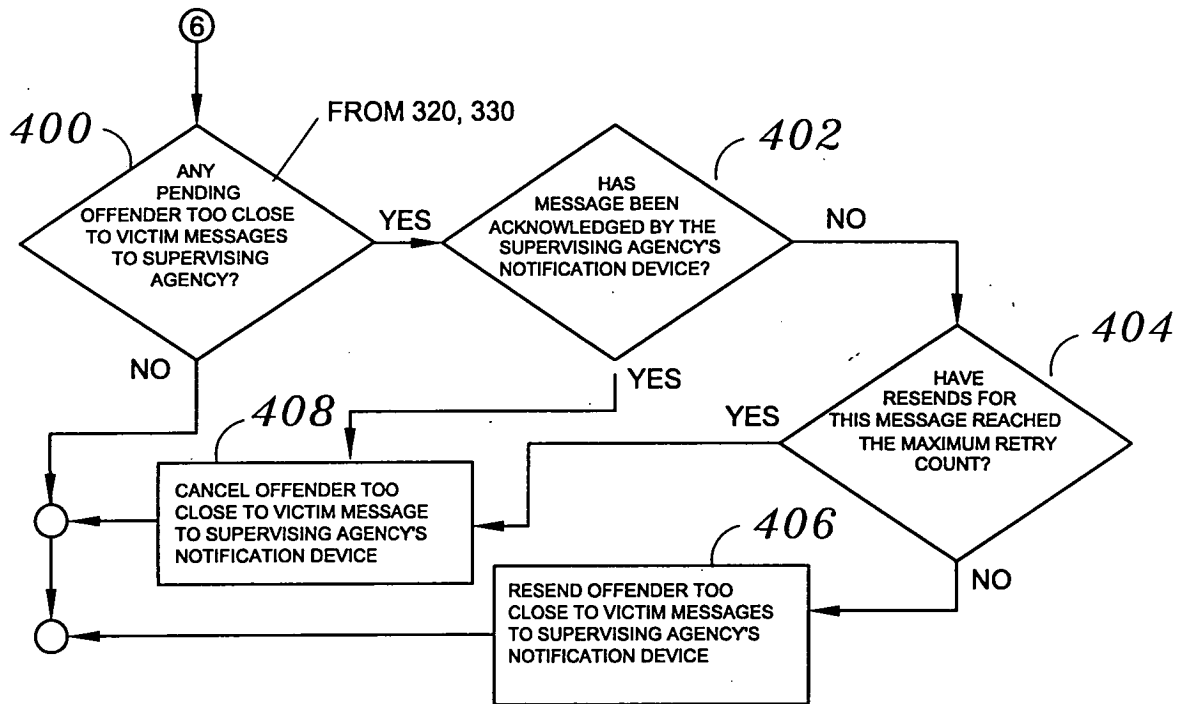 6
400
FROM 320, 330
402
ANY
PENDING
OFFENDER TOO CLOSE
TO VICTIM MESSAGES
TO SUPERVISING
AGENCY?
YES
HAS
MESSAGE BEEN
ACKNOWLEDGED BY THE
SUPERVISING AGENCY'S
NOTIFICATION DEVICE?
NO
NO
YES
404
HAVE
RESENDS FOR
THIS MESSAGE REACHED
THE MAXIMUM RETRY
COUNT?
YES
408
CANCEL OFFENDER TOO
CLOSE TO VICTIM MESSAGE
TO SUPERVISING AGENCY'S
NOTIFICATION DEVICE
406
NO
RESEND OFFENDER TOO
CLOSE TO VICTIM MESSAGES
TO SUPERVISING AGENCY'S
NOTIFICATION DEVICE